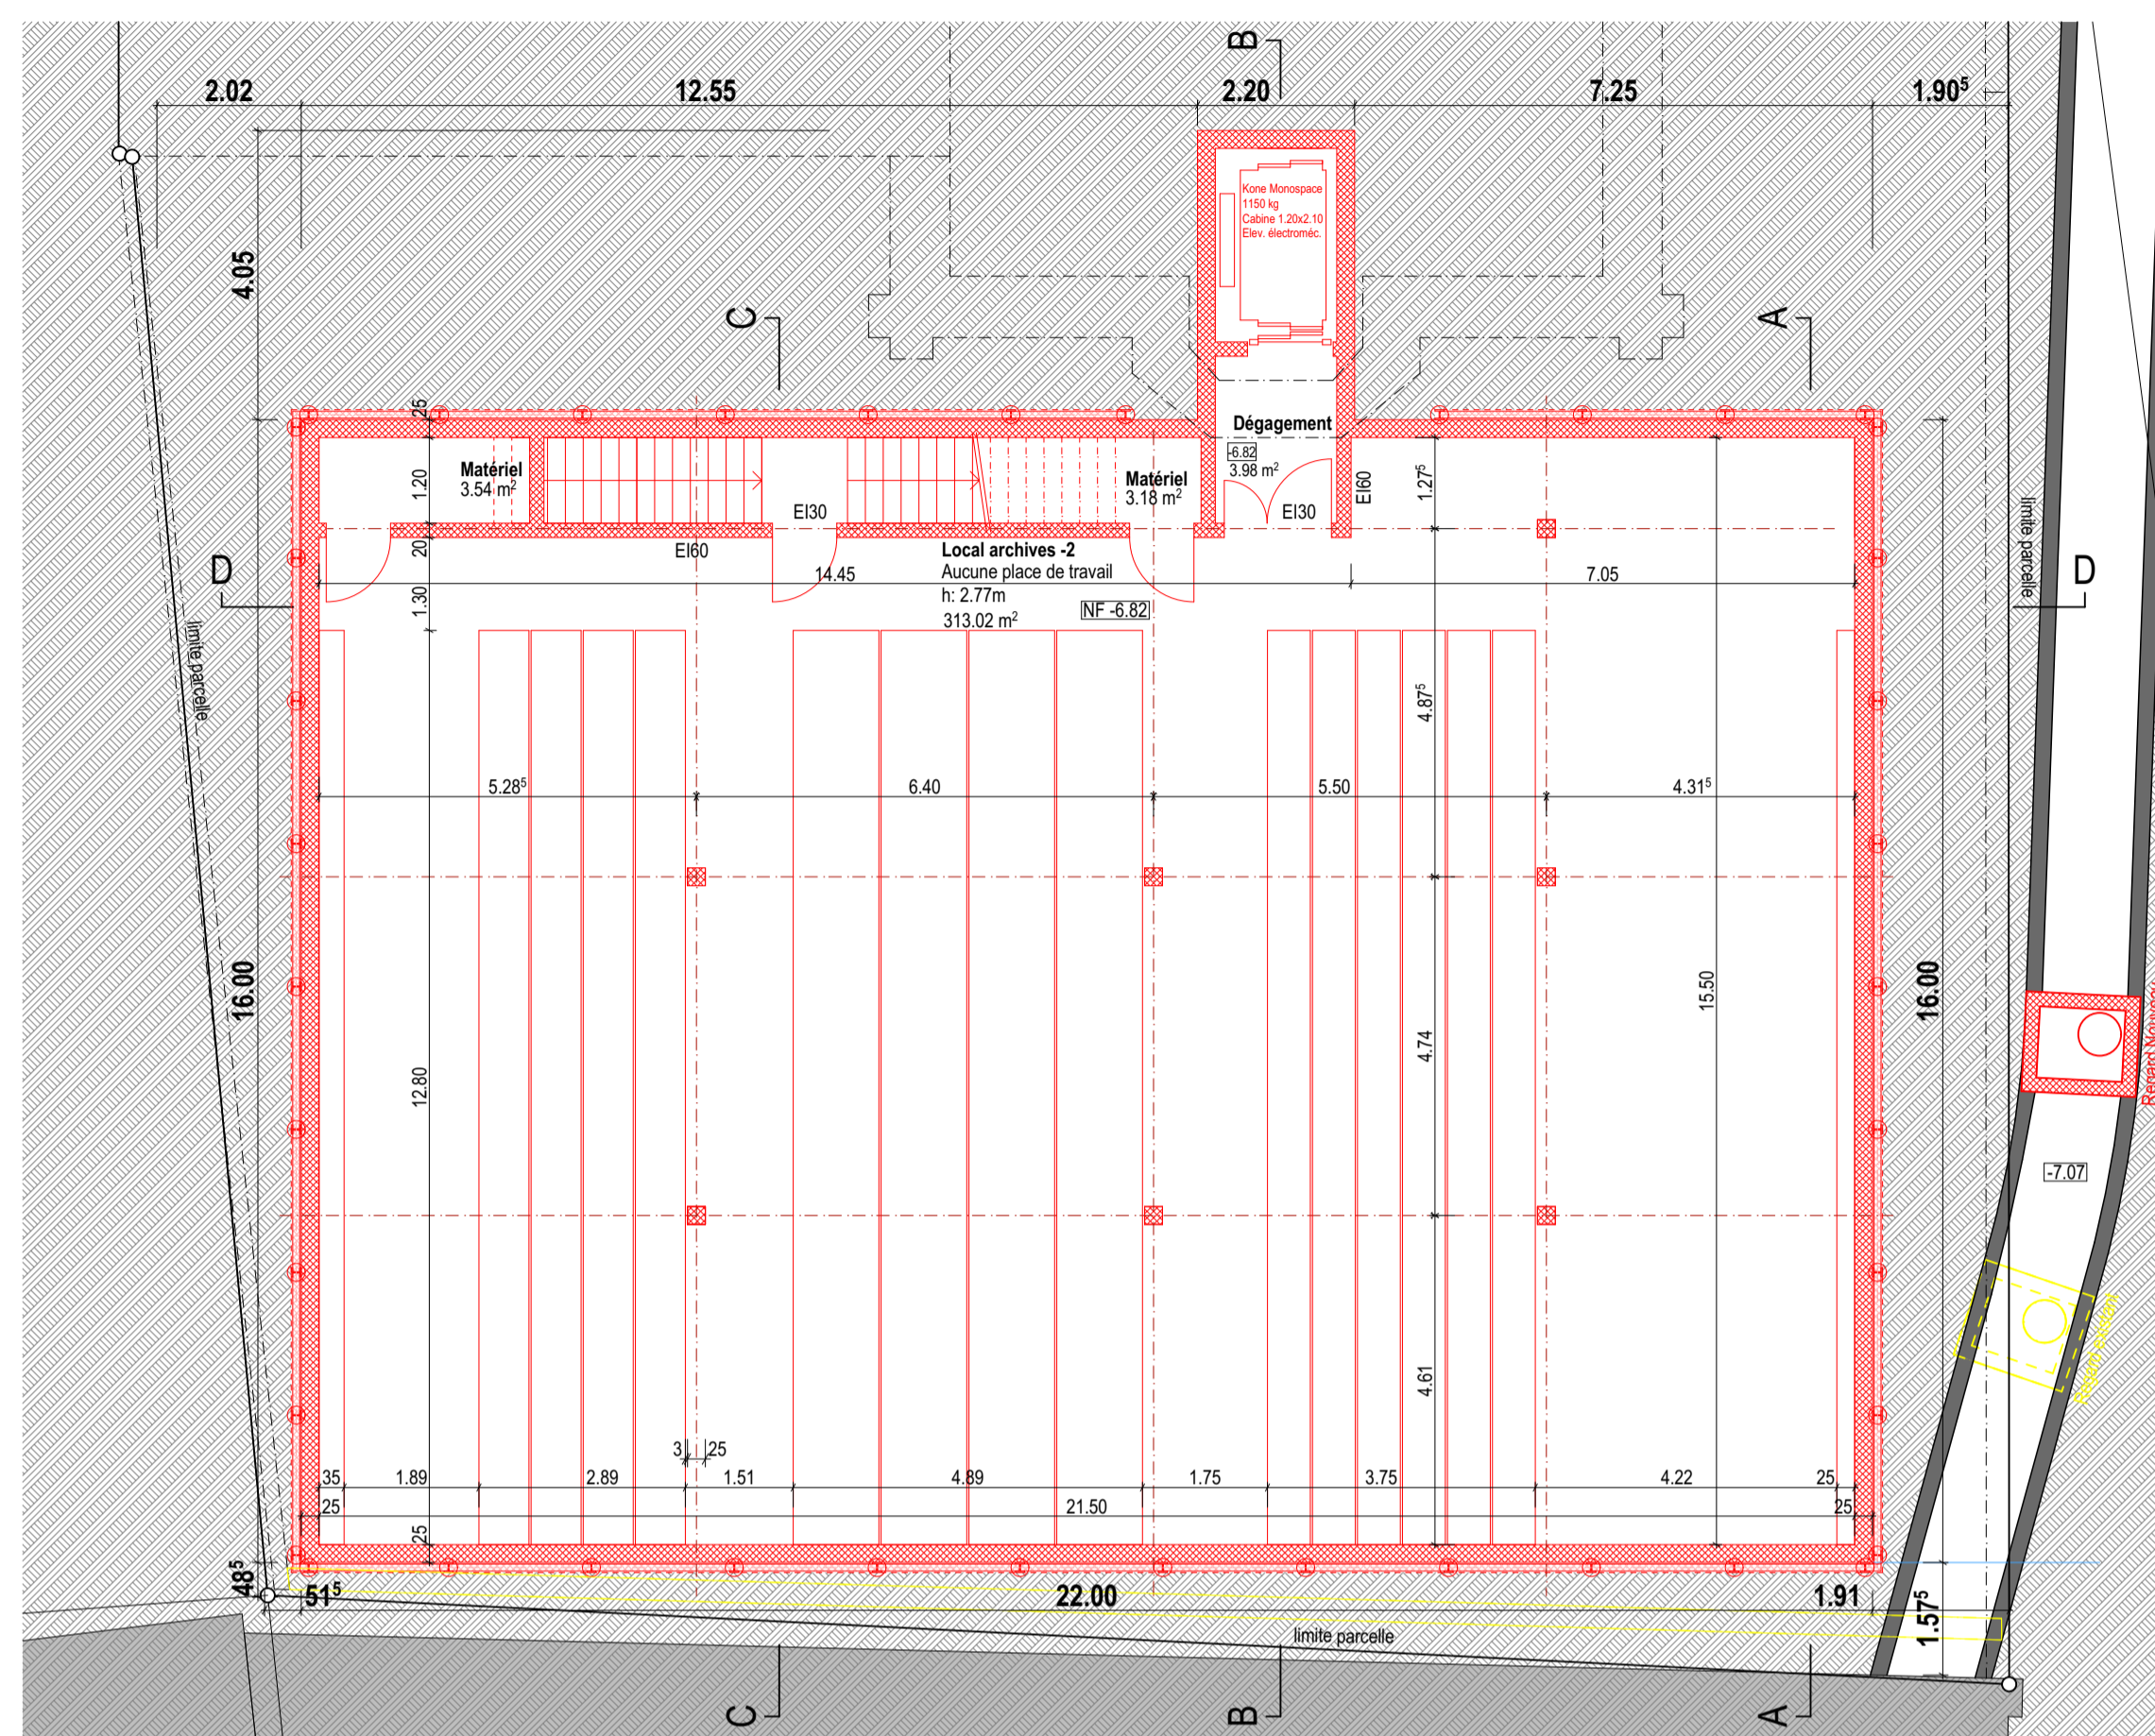 B
2.02
12.55
2.20
7.25
1.90⁵
4.05
Kone Monospace
1150 kg
Cabine 1.20x2.10
Elev. électroméc.
C
A
25
Dégagement
-6.82
3.98 m²
Matériel
3.54 m²
1.20
Matériel
3.18 m²
EI60
1.27⁵
EI30
EI30
limite parcelle
20
EI60
Local archives -2
Aucune place de travail
h: 2.77m
313.02 m²
NF -6.82
D
14.45
7.05
D
1.30
limite parcelle
4.87⁵
5.28⁵
6.40
5.50
4.31⁵
16.00
15.50
16.00
Regard Nouveau
4.74
12.80
-7.07
Regard existant
4.61
3
25
35
1.89
2.89
1.51
4.89
1.75
3.75
4.22
25
25
21.50
25
25
48⁵
51⁵
22.00
1.91
1.57⁵
limite parcelle
C
B
A